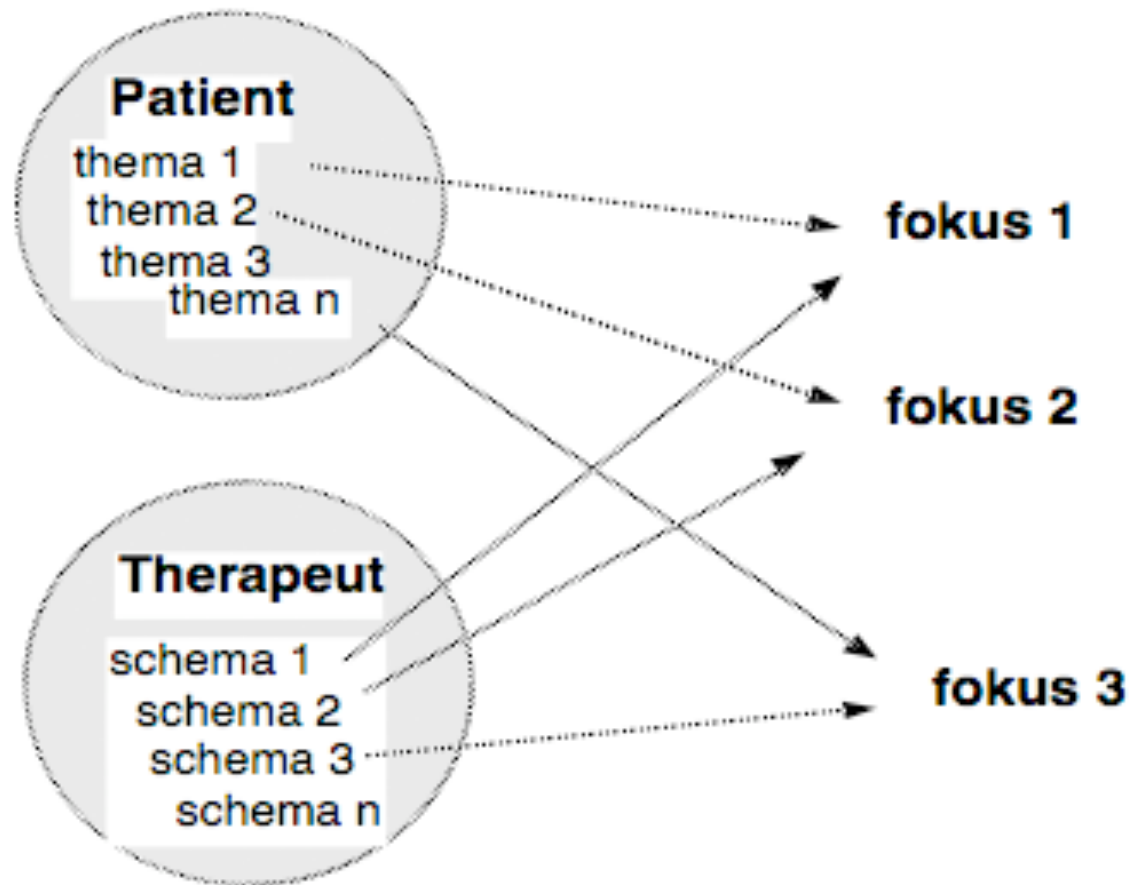 Patient
thema 1
thema 2
thema 3
thema n
fokus 1
fokus 2
Therapeut
schema 1
schema 2
schema 3
schema n
fokus 3